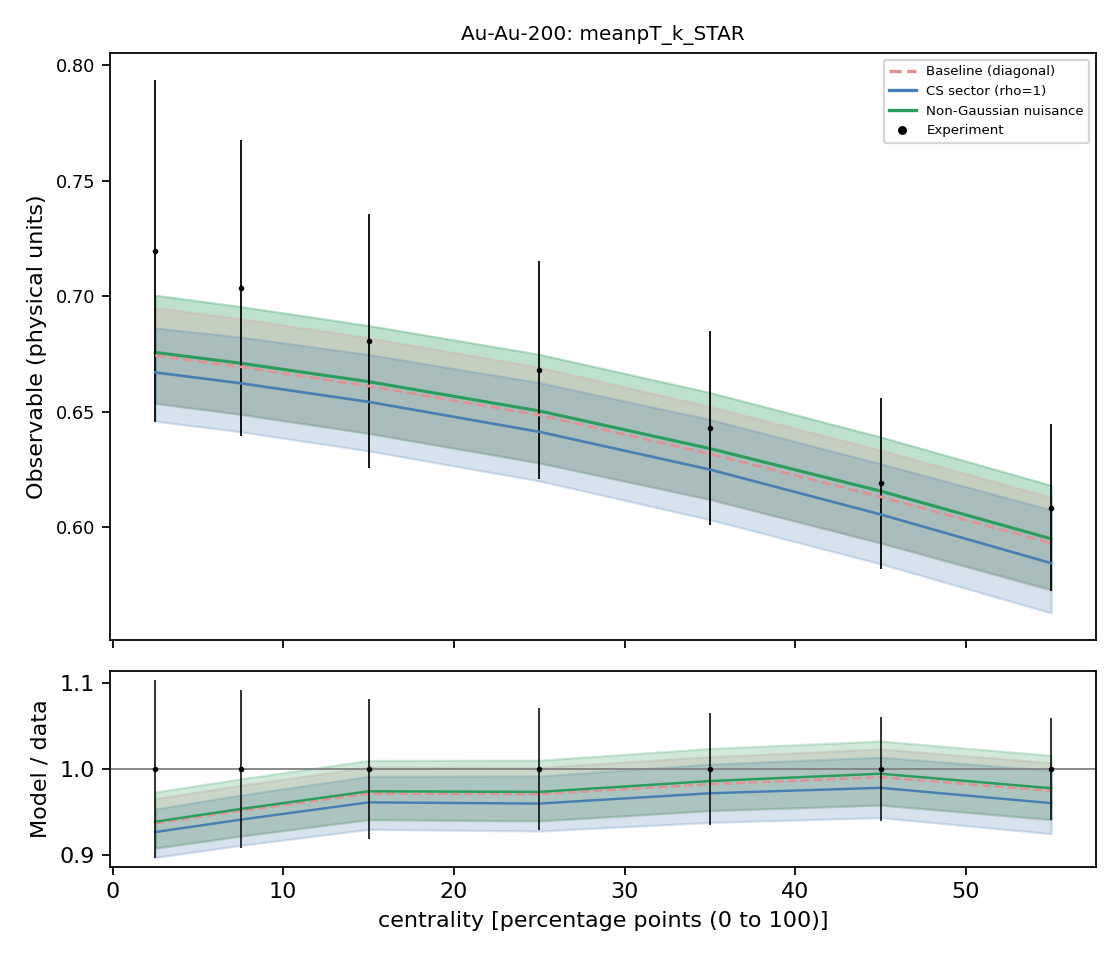 Au-Au-200: meanpT_k_STAR
Observable (physical units)
0.80
0.75
0.70
0.65
0.60
Baseline (diagonal)
CS sector (rho=1)
Non-Gaussian nuisance
Experiment
Model / data
1.1
1.0
0.9
0 10 20 30 40 50
centrality [percentage points (0 to 100)]